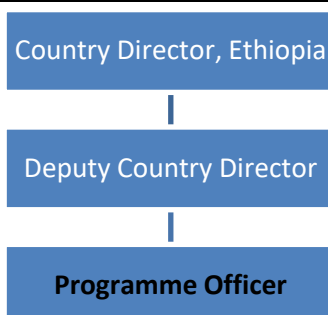 Country Director, Ethiopia
Deputy Country Director
Programme Officer